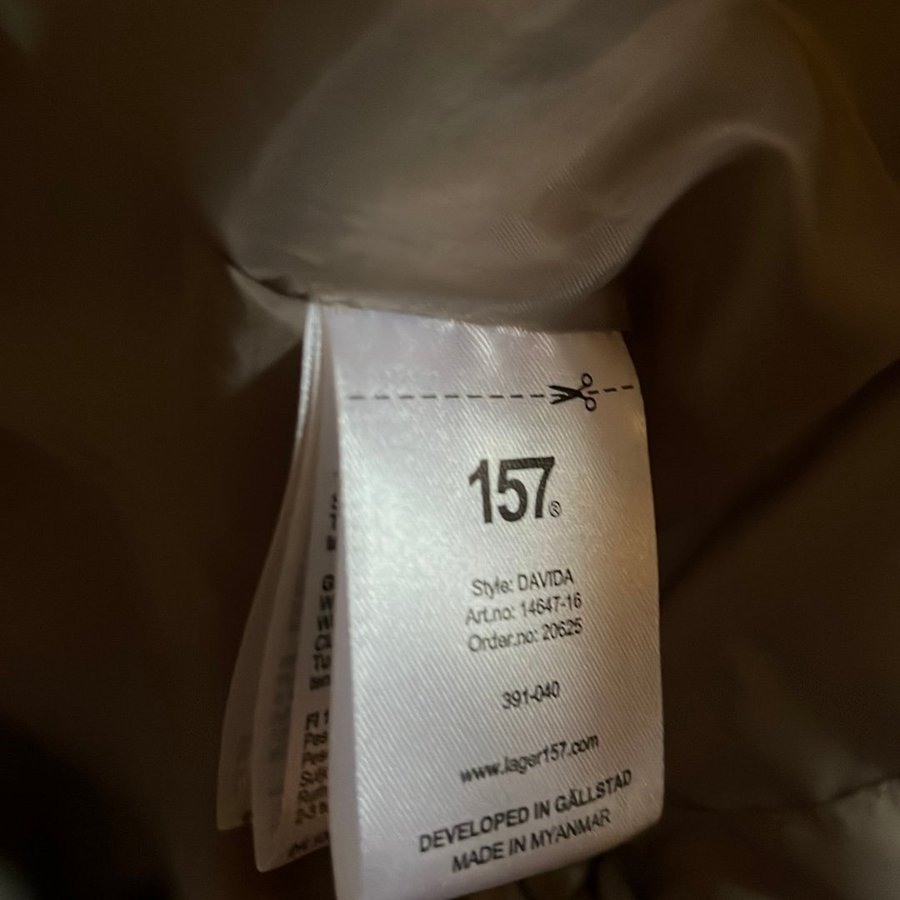 157®
Style: DAVIDA
Art.no: 14647-16
Order.no: 20625
391-040
www.lager157.com
DEVELOPED IN GÄLLSTAD
MADE IN MYANMAR